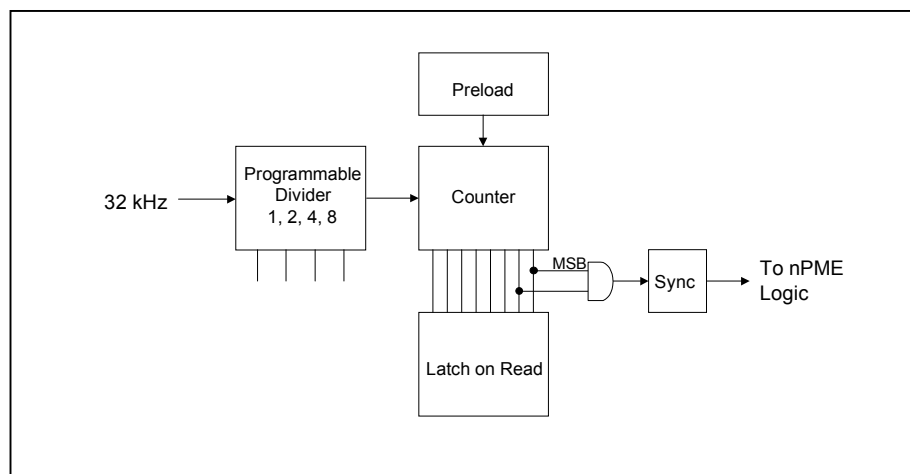 Preload
32 kHz
Programmable
Divider
1, 2, 4, 8
Counter
MSB
Sync
To nPME
Logic
Latch on Read